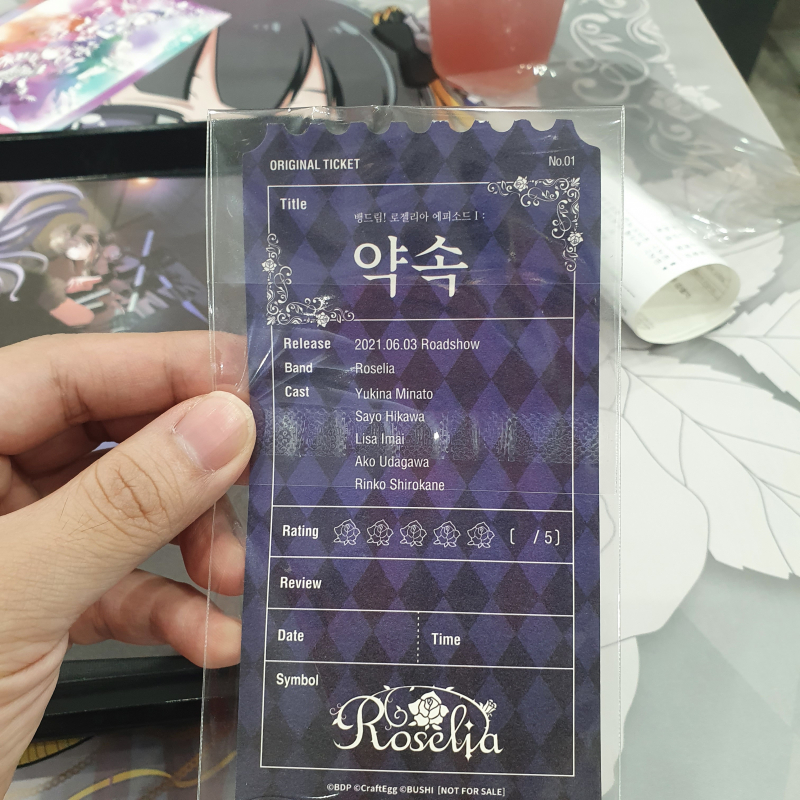 ORIGINAL TICKET No.01
Title
뱅드림! 로젤리아 에피소드 I :
약속
Release 2021.06.03 Roadshow
Band Roselia
Cast Yukina Minato
Sayo Hikawa
Lisa Imai
Ako Udagawa
Rinko Shirokane
Rating ( /5)
Review
Date Time
Symbol
Roselia
©BDP ©CraftEgg ©BUSHI [NOT FOR SALE]